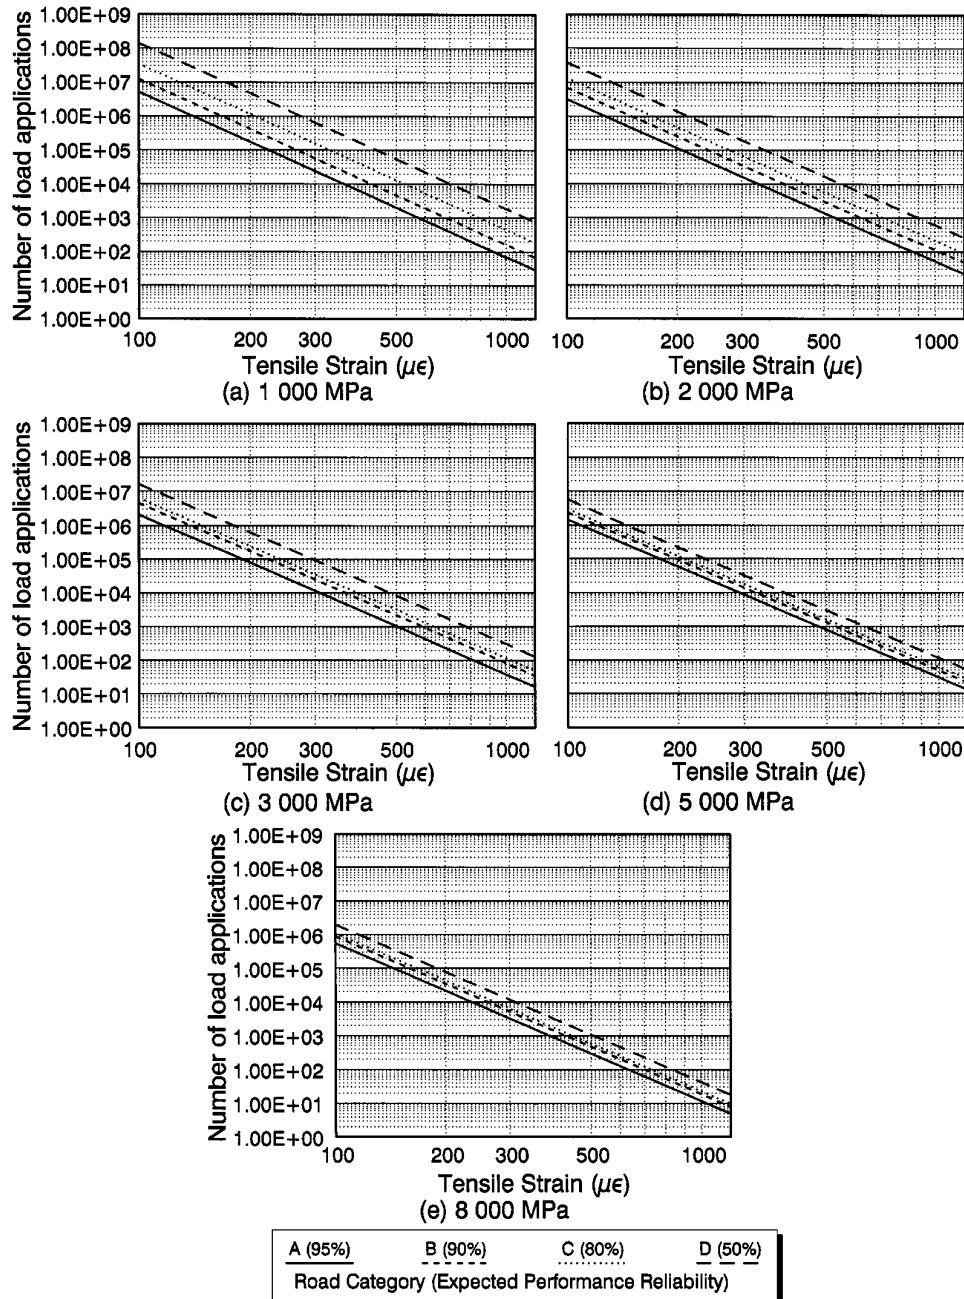 1.00E+09
1.00E+08
1.00E+07
1.00E+06
1.00E+05
1.00E+04
1.00E+03
1.00E+02
1.00E+01
1.00E+00
Number of load applications
100 200 300 500 1000
Tensile Strain (με)
(a) 1 000 MPa
100 200 300 500 1000
Tensile Strain (με)
(b) 2 000 MPa
1.00E+09
1.00E+08
1.00E+07
1.00E+06
1.00E+05
1.00E+04
1.00E+03
1.00E+02
1.00E+01
1.00E+00
Number of load applications
100 200 300 500 1000
Tensile Strain (με)
(c) 3 000 MPa
100 200 300 500 1000
Tensile Strain (με)
(d) 5 000 MPa
1.00E+09
1.00E+08
1.00E+07
1.00E+06
1.00E+05
1.00E+04
1.00E+03
1.00E+02
1.00E+01
1.00E+00
Number of load applications
100 200 300 500 1000
Tensile Strain (με)
(e) 8 000 MPa
A (95%) B (90%) C (80%) D (50%)
Road Category (Expected Performance Reliability)